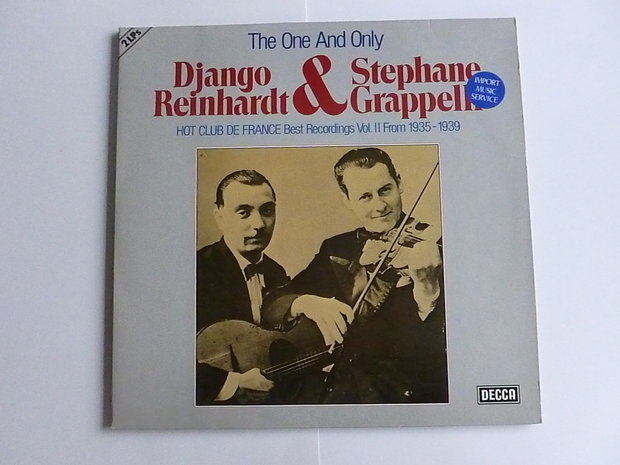 2 LPs
The One And Only
Django Reinhardt & Stephane Grappelli
IMPORT
MUSIC
SERVICE
HOT CLUB DE FRANCE Best Recordings Vol. II From 1935-1939
DECCA